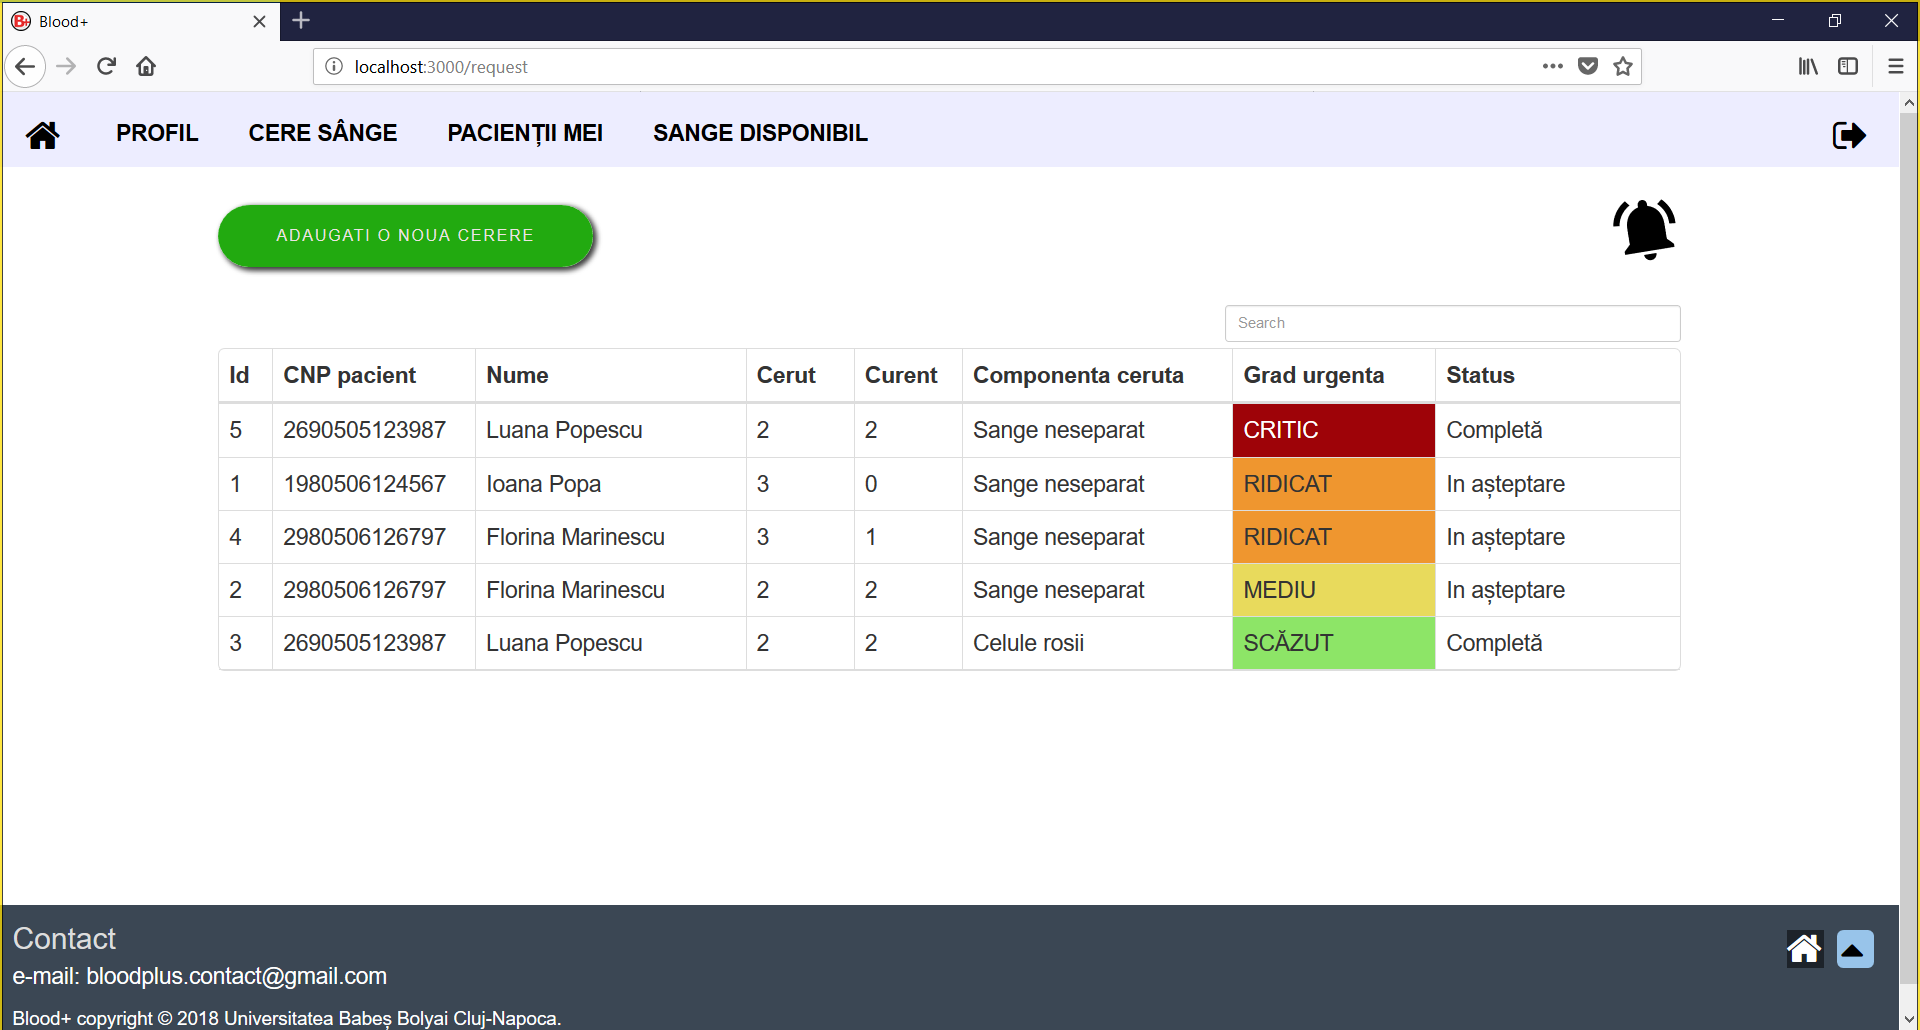 Blood+
localhost:3000/request
PROFIL CERE SÂNGE PACIENȚII MEI SANGE DISPONIBIL
ADAUGATI O NOUA CERERE
Search
Id CNP pacient Nume Cerut Curent Componenta ceruta Grad urgenta Status
5 2690505123987 Luana Popescu 2 2 Sange neseparat CRITIC Completă
1 1980506124567 Ioana Popa 3 0 Sange neseparat RIDICAT In așteptare
4 2980506126797 Florina Marinescu 3 1 Sange neseparat RIDICAT In așteptare
2 2980506126797 Florina Marinescu 2 2 Sange neseparat MEDIU In așteptare
3 2690505123987 Luana Popescu 2 2 Celule rosii SCĂZUT Completă
Contact
e-mail: bloodplus.contact@gmail.com
Blood+ copyright © 2018 Universitatea Babeș Bolyai Cluj-Napoca.